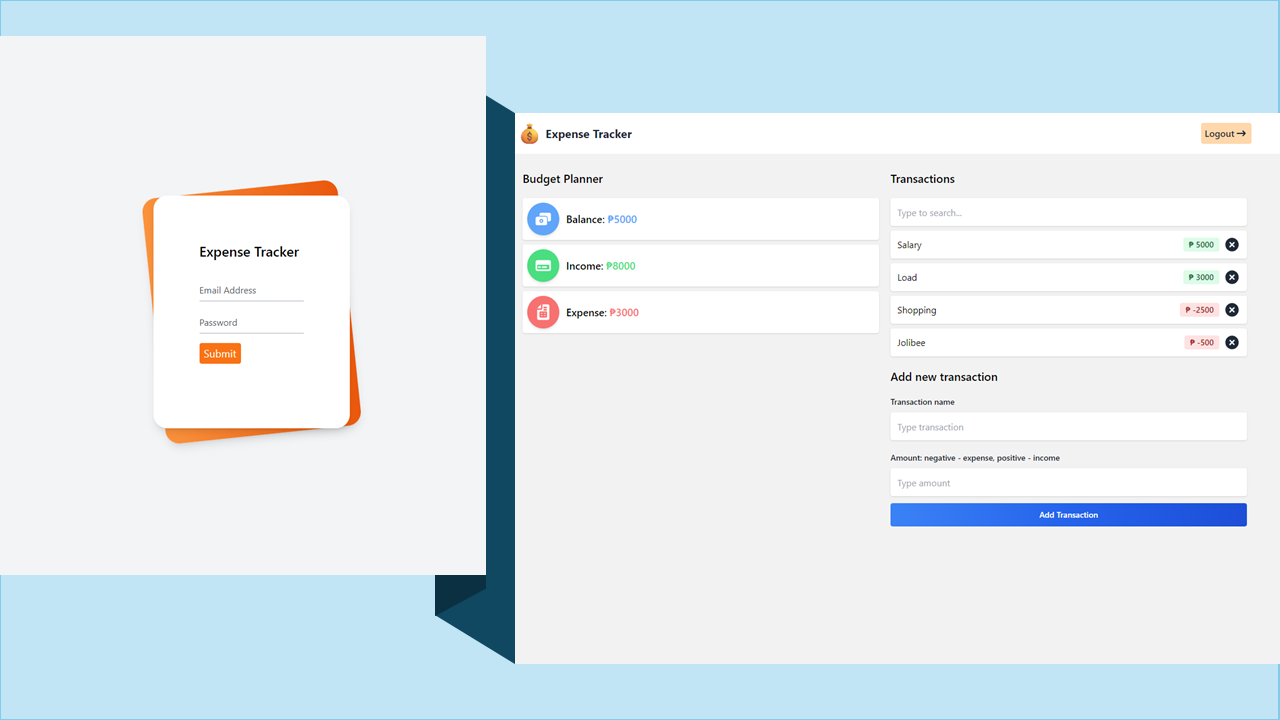 Expense Tracker
Email Address
Password
Submit
Expense Tracker
Logout
Budget Planner
Balance: ₱5000
Income: ₱8000
Expense: ₱3000
Transactions
Type to search...
Salary ₱ 5000
Load ₱ 3000
Shopping ₱ -2500
Jolibee ₱ -500
Add new transaction
Transaction name
Type transaction
Amount: negative - expense, positive - income
Type amount
Add Transaction